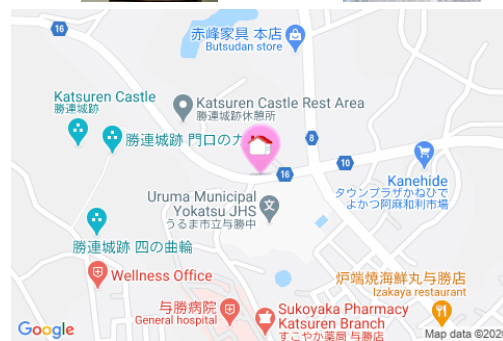 16
赤峰家具 本店
Butsudan store
Katsuren Castle
勝連城跡
Katsuren Castle Rest Area
勝連城跡休憩所
勝連城跡 門口のカ
8
16
10
Kanehide
タウンプラザかねひで
よかつ阿麻和利市場
Uruma Municipal
Yokatsu JHS
うるま市立与勝中
文
勝連城跡 四の曲輪
Wellness Office
炉端焼海鮮丸与勝店
Izakaya restaurant
与勝病院
General hospital
Sukoyaka Pharmacy
Katsuren Branch
すこやか薬局 与勝店
Google
Map data ©2020